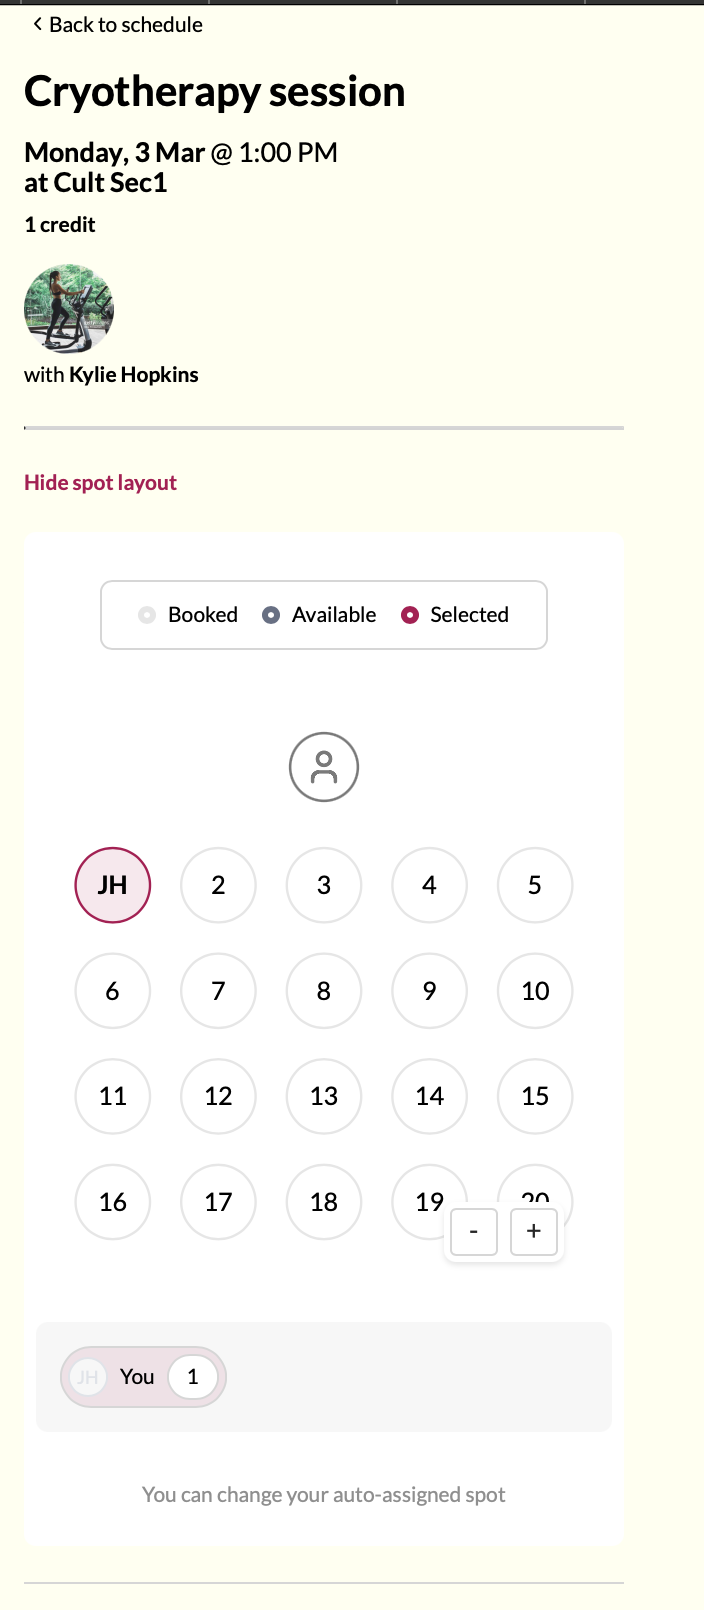 < Back to schedule
Cryotherapy session
Monday, 3 Mar @ 1:00 PM
at Cult Sec1
1 credit
with Kylie Hopkins
Hide spot layout
Booked Available Selected
JH 2 3 4 5
6 7 8 9 10
11 12 13 14 15
16 17 18 19 20
- +
JH You 1
You can change your auto-assigned spot